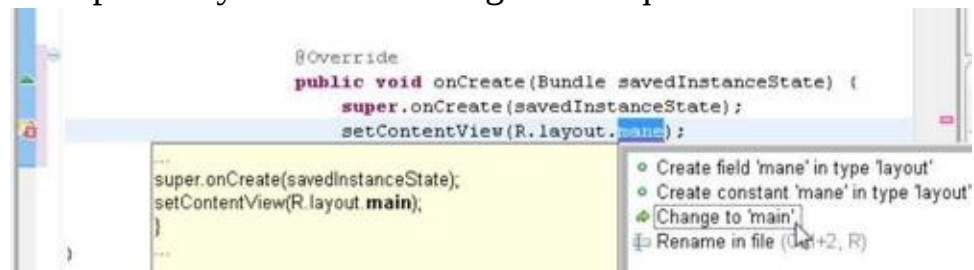 @Override
public void onCreate(Bundle savedInstanceState) {
super.onCreate(savedInstanceState);
setContentView(R.layout.mane);
...
super.onCreate(savedInstanceState);
setContentView(R.layout.main);
}
...
}
Create field 'mane' in type 'layout'
Create constant 'mane' in type 'layout'
Change to 'main'
Rename in file R)